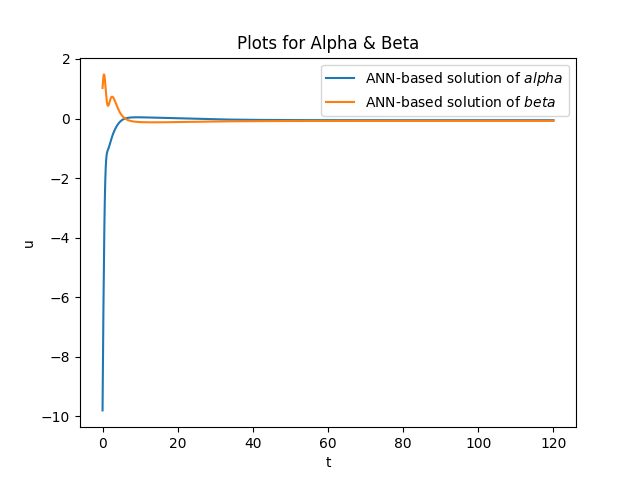 Plots for Alpha & Beta
ANN-based solution of alpha
ANN-based solution of beta
2
0
−2
−4
−6
−8
−10
u
0 20 40 60 80 100 120
t